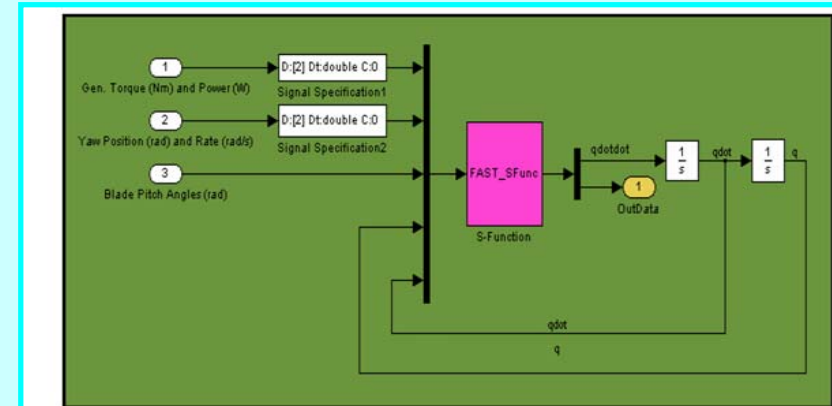 1
Gen. Torque (Nm) and Power (W)
D:[2] Dt:double C:0
Signal Specification1
2
Yaw Position (rad) and Rate (rad/s)
D:[2] Dt:double C:0
Signal Specification2
3
Blade Pitch Angles (rad)
FAST_SFunc
S-Function
qdotdot
1
OutData
1
s
qdot
1
s
q
qdot
q